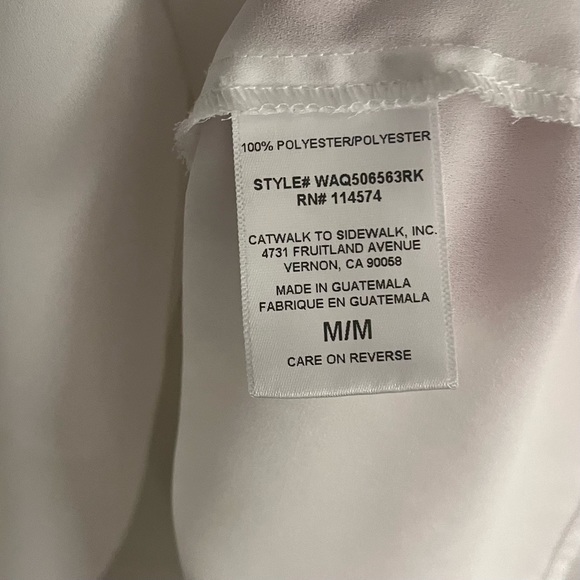 100% POLYESTER/POLYESTER
STYLE# WAQ506563RK
RN# 114574
CATWALK TO SIDEWALK, INC.
4731 FRUITLAND AVENUE
VERNON, CA 90058
MADE IN GUATEMALA
FABRIQUE EN GUATEMALA
M/M
CARE ON REVERSE